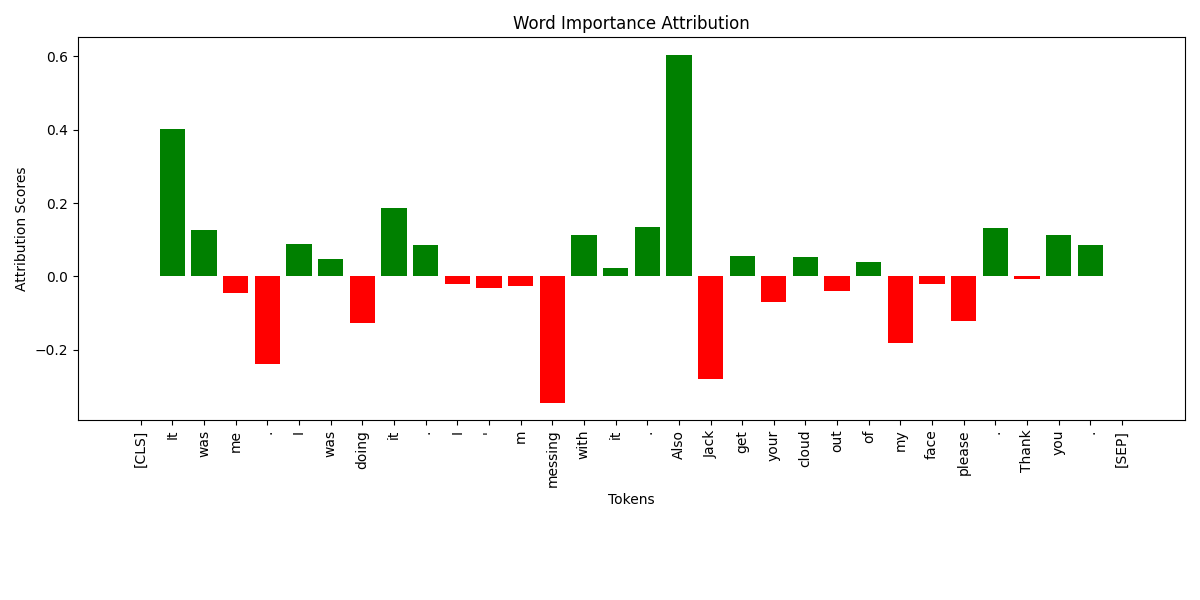 Word Importance Attribution
Attribution Scores
0.6
0.4
0.2
0.0
−0.2
[CLS]
It
was
me
.
I
was
doing
it
.
I
'
m
messing
with
it
.
Also
Jack
get
your
cloud
out
of
my
face
please
.
Thank
you
.
[SEP]
Tokens